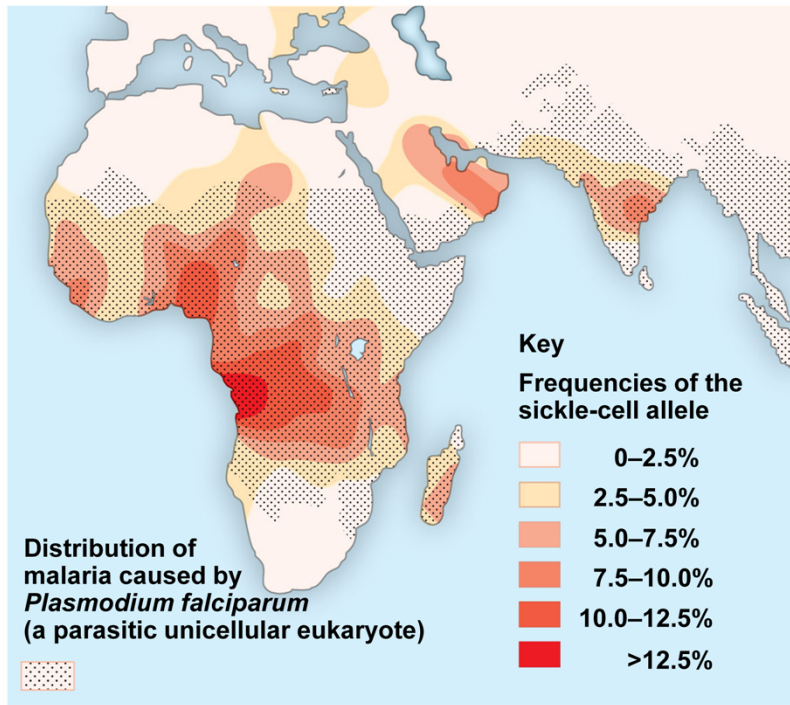 Key
Frequencies of the
sickle-cell allele
0–2.5%
2.5–5.0%
5.0–7.5%
7.5–10.0%
10.0–12.5%
>12.5%
Distribution of
malaria caused by
Plasmodium falciparum
(a parasitic unicellular eukaryote)